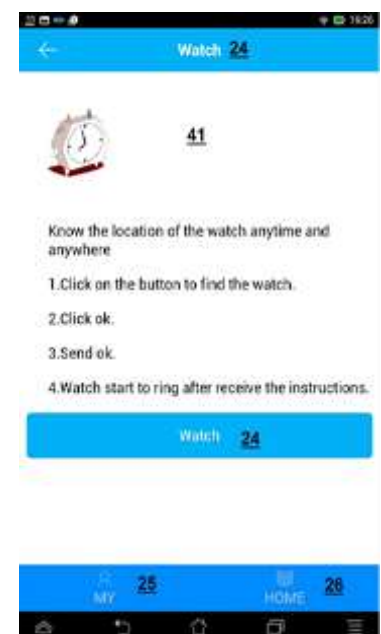 16:26
Watch 24
41
Know the location of the watch anytime and
anywhere
1.Click on the button to find the watch.
2.Click ok.
3.Send ok.
4.Watch start to ring after receive the instructions.
Watch 24
MY 25
HOME 26